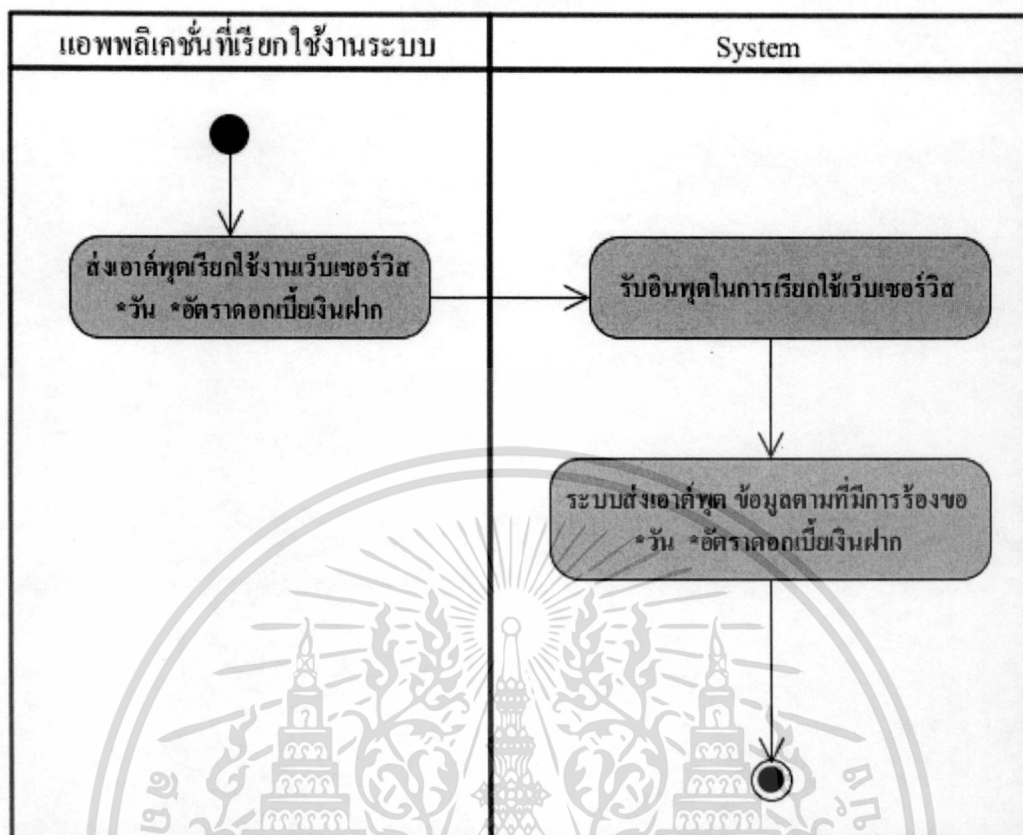 แอพพลิเคชั่นที่เรียกใช้งานระบบ
System
ส่งเอาต์พุตเรียกใช้งานเว็บเซอร์วิส
*วัน *อัตราดอกเบี้ยเงินฝาก
รับอินพุตในการเรียกใช้เว็บเซอร์วิส
ระบบส่งเอาต์พุต ข้อมูลตามที่มีการร้องขอ
*วัน *อัตราดอกเบี้ยเงินฝาก